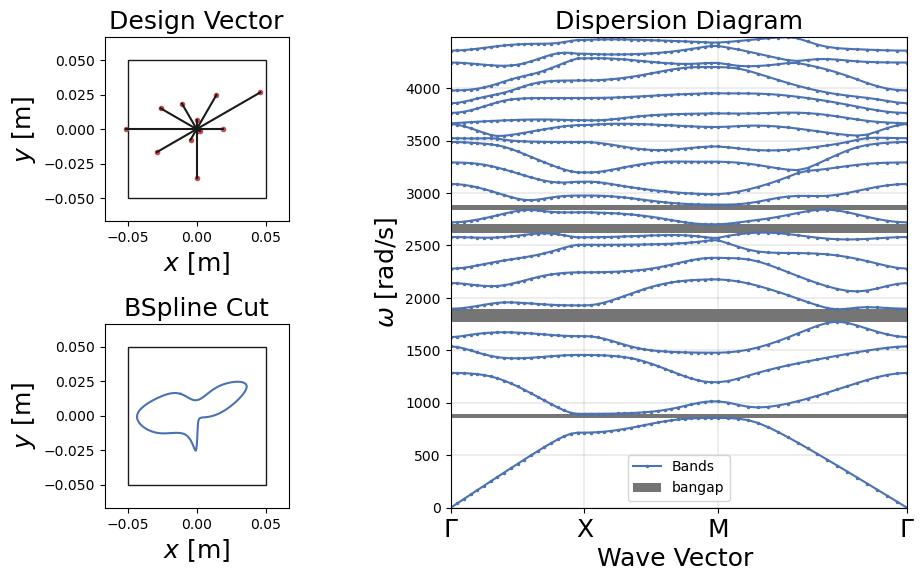 Design Vector
0.050
0.025
0.000
−0.025
−0.050
y [m]
−0.05
0.00
0.05
x [m]
BSpline Cut
0.050
0.025
0.000
−0.025
−0.050
y [m]
−0.05
0.00
0.05
x [m]
Dispersion Diagram
4000
3500
3000
2500
2000
1500
1000
500
0
ω [rad/s]
Bands
bangap
Γ
X
M
Γ
Wave Vector